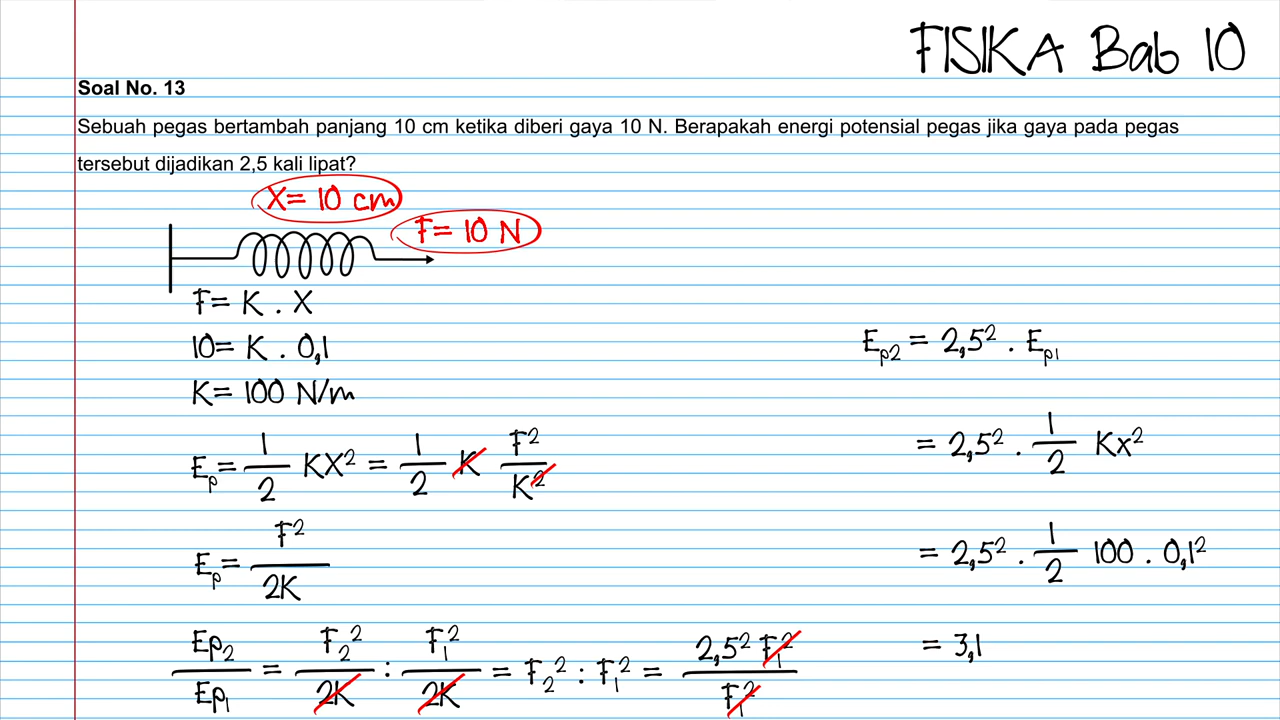 FISIKA Bab 10
Soal No. 13
Sebuah pegas bertambah panjang 10 cm ketika diberi gaya 10 N. Berapakah energi potensial pegas jika gaya pada pegas
tersebut dijadikan 2,5 kali lipat?
X= 10 cm
F= 10 N
F= K . X
10= K . 0,1
K= 100 N/m
Ep= 1/2 KX² = 1/2 K F²/K²
Ep= F²/2K
Ep₂/Ep₁ = F₂²/2K : F₁²/2K = F₂² : F₁² = 2,5² F₁²/F₁²
Ep2 = 2,5² . Ep1
= 2,5² . 1/2 Kx²
= 2,5² . 1/2 100 . 0,1²
= 3,1